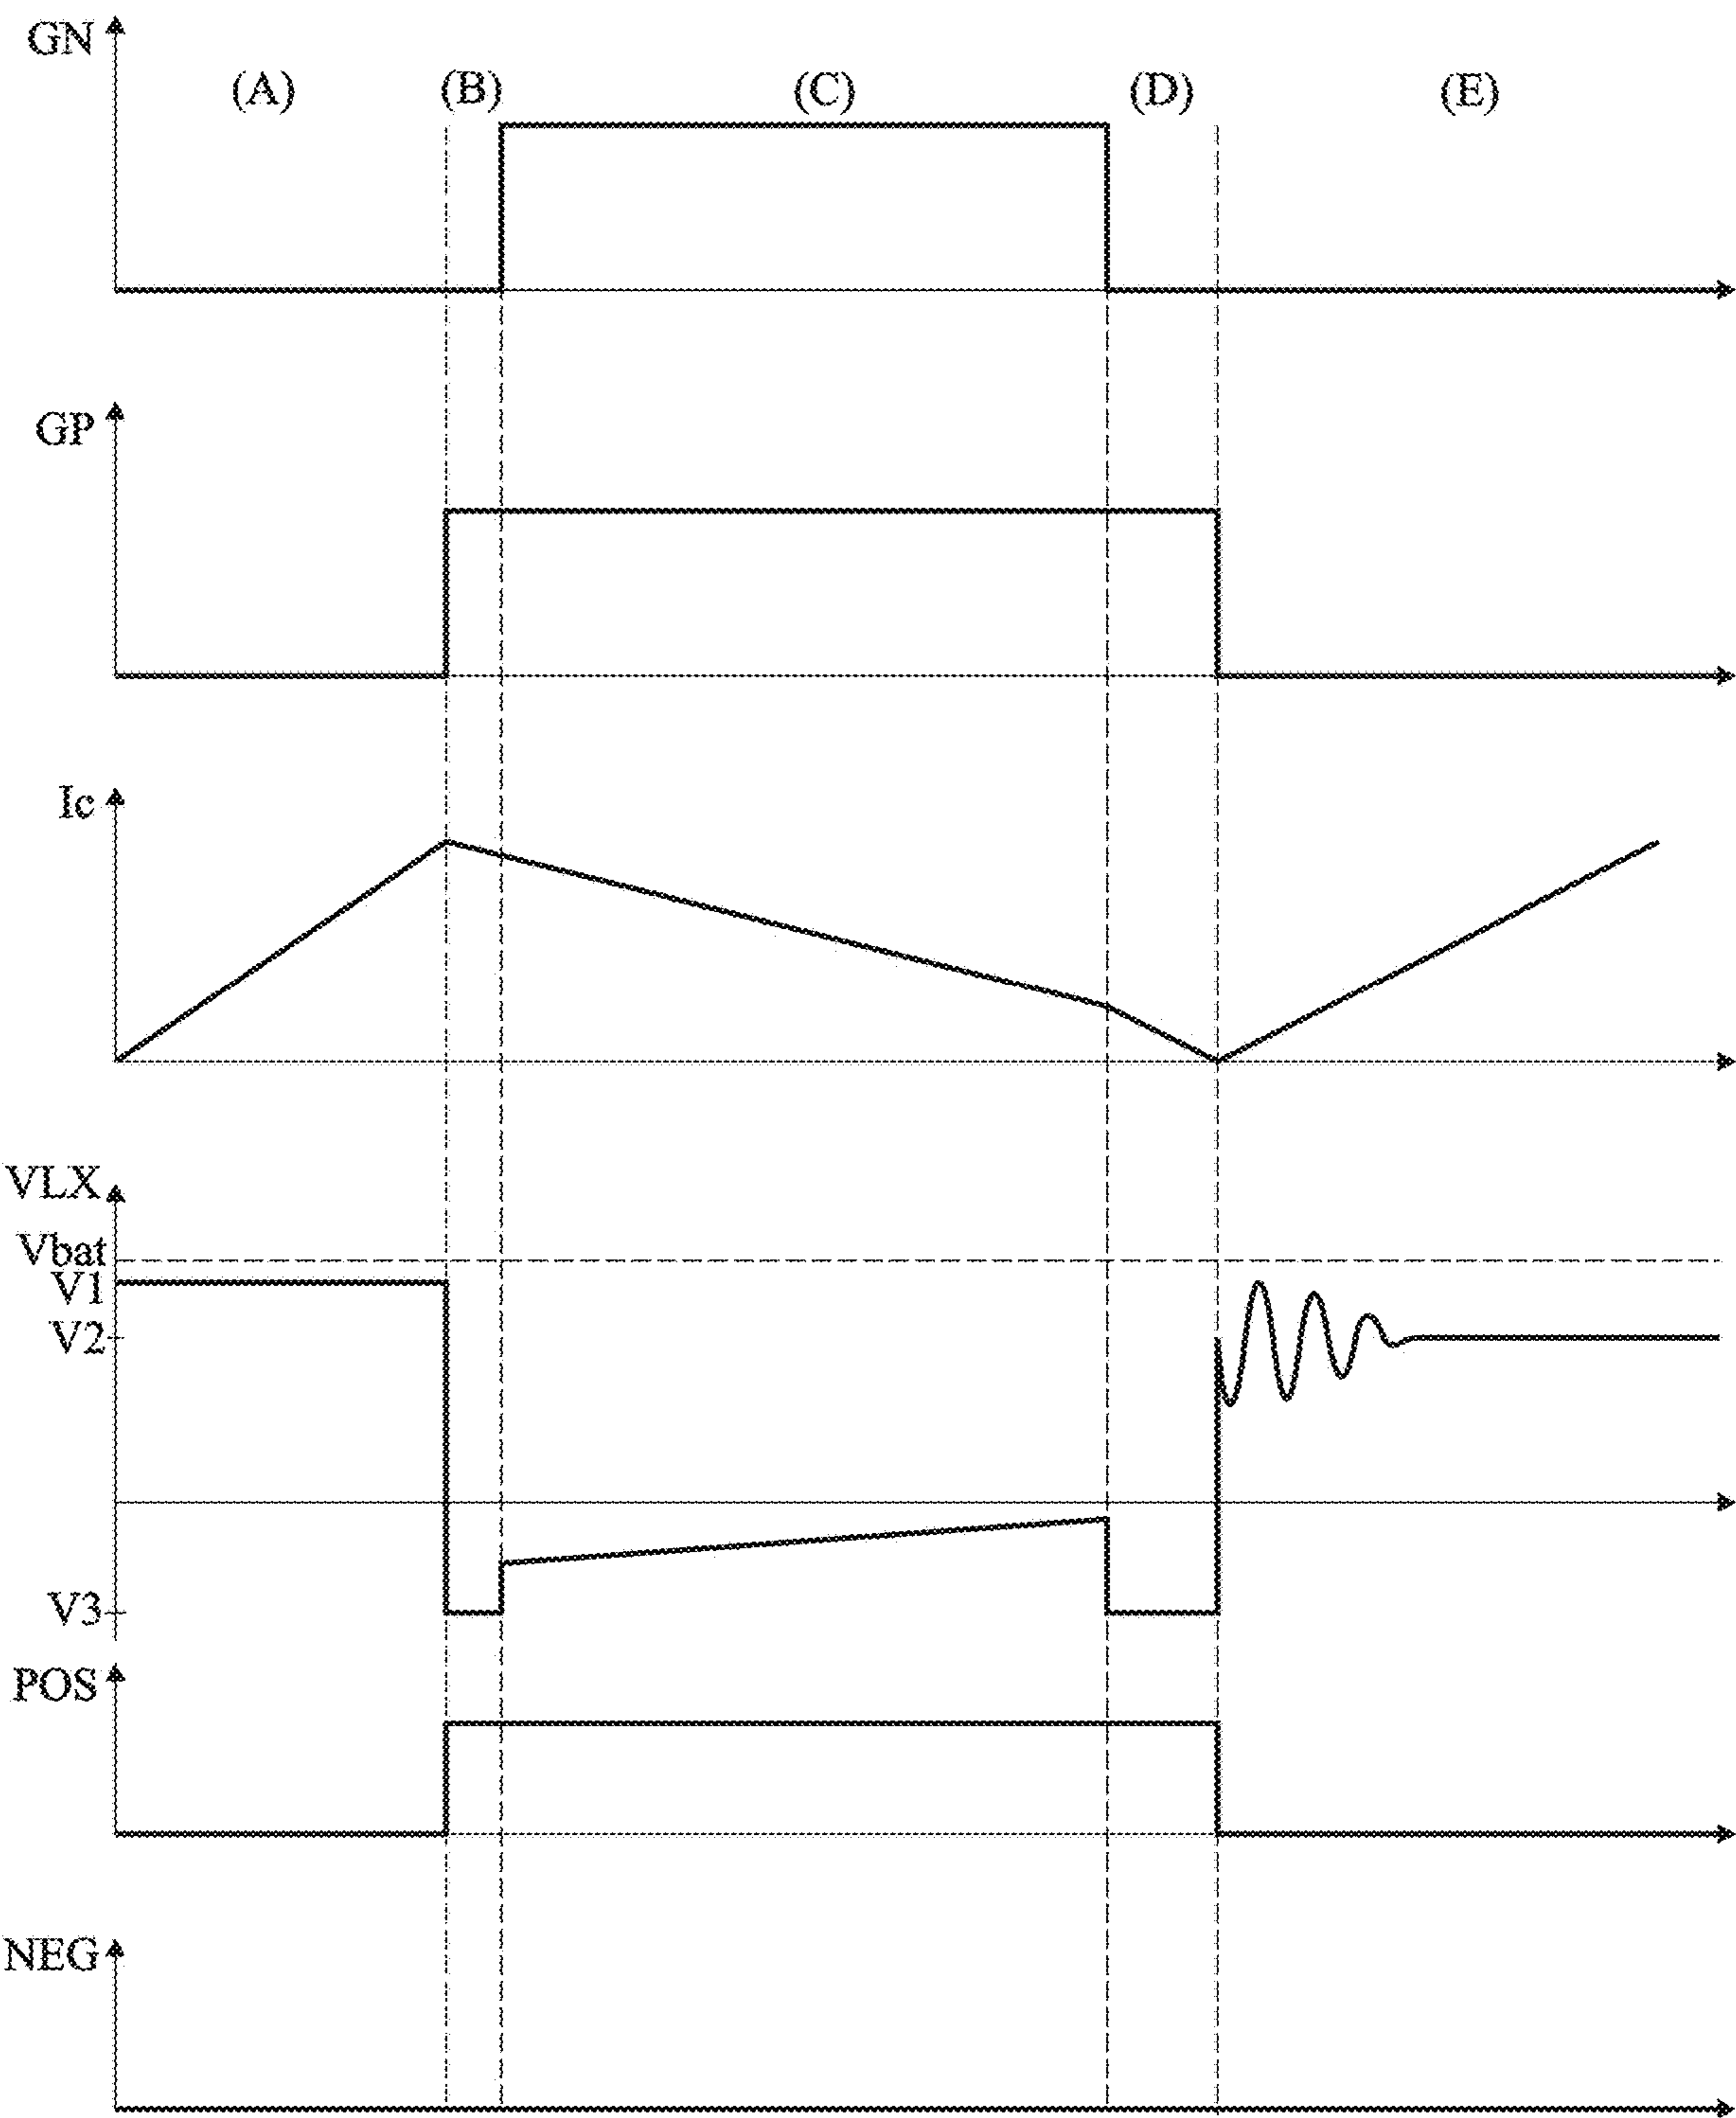 GN
(A) (B) (C) (D) (E)
GP
Ic
VLX
Vbat
V1
V2
V3
POS
NEG